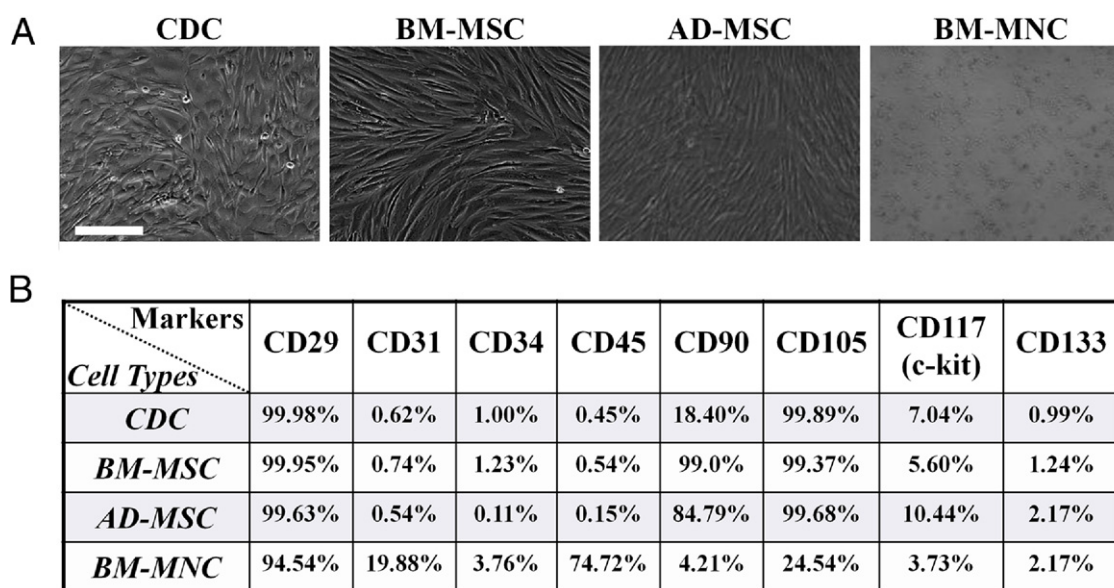 A
CDC BM-MSC AD-MSC BM-MNC
B
Markers
Cell Types
CD29 CD31 CD34 CD45 CD90 CD105 CD117 (c-kit) CD133
CDC 99.98% 0.62% 1.00% 0.45% 18.40% 99.89% 7.04% 0.99%
BM-MSC 99.95% 0.74% 1.23% 0.54% 99.0% 99.37% 5.60% 1.24%
AD-MSC 99.63% 0.54% 0.11% 0.15% 84.79% 99.68% 10.44% 2.17%
BM-MNC 94.54% 19.88% 3.76% 74.72% 4.21% 24.54% 3.73% 2.17%